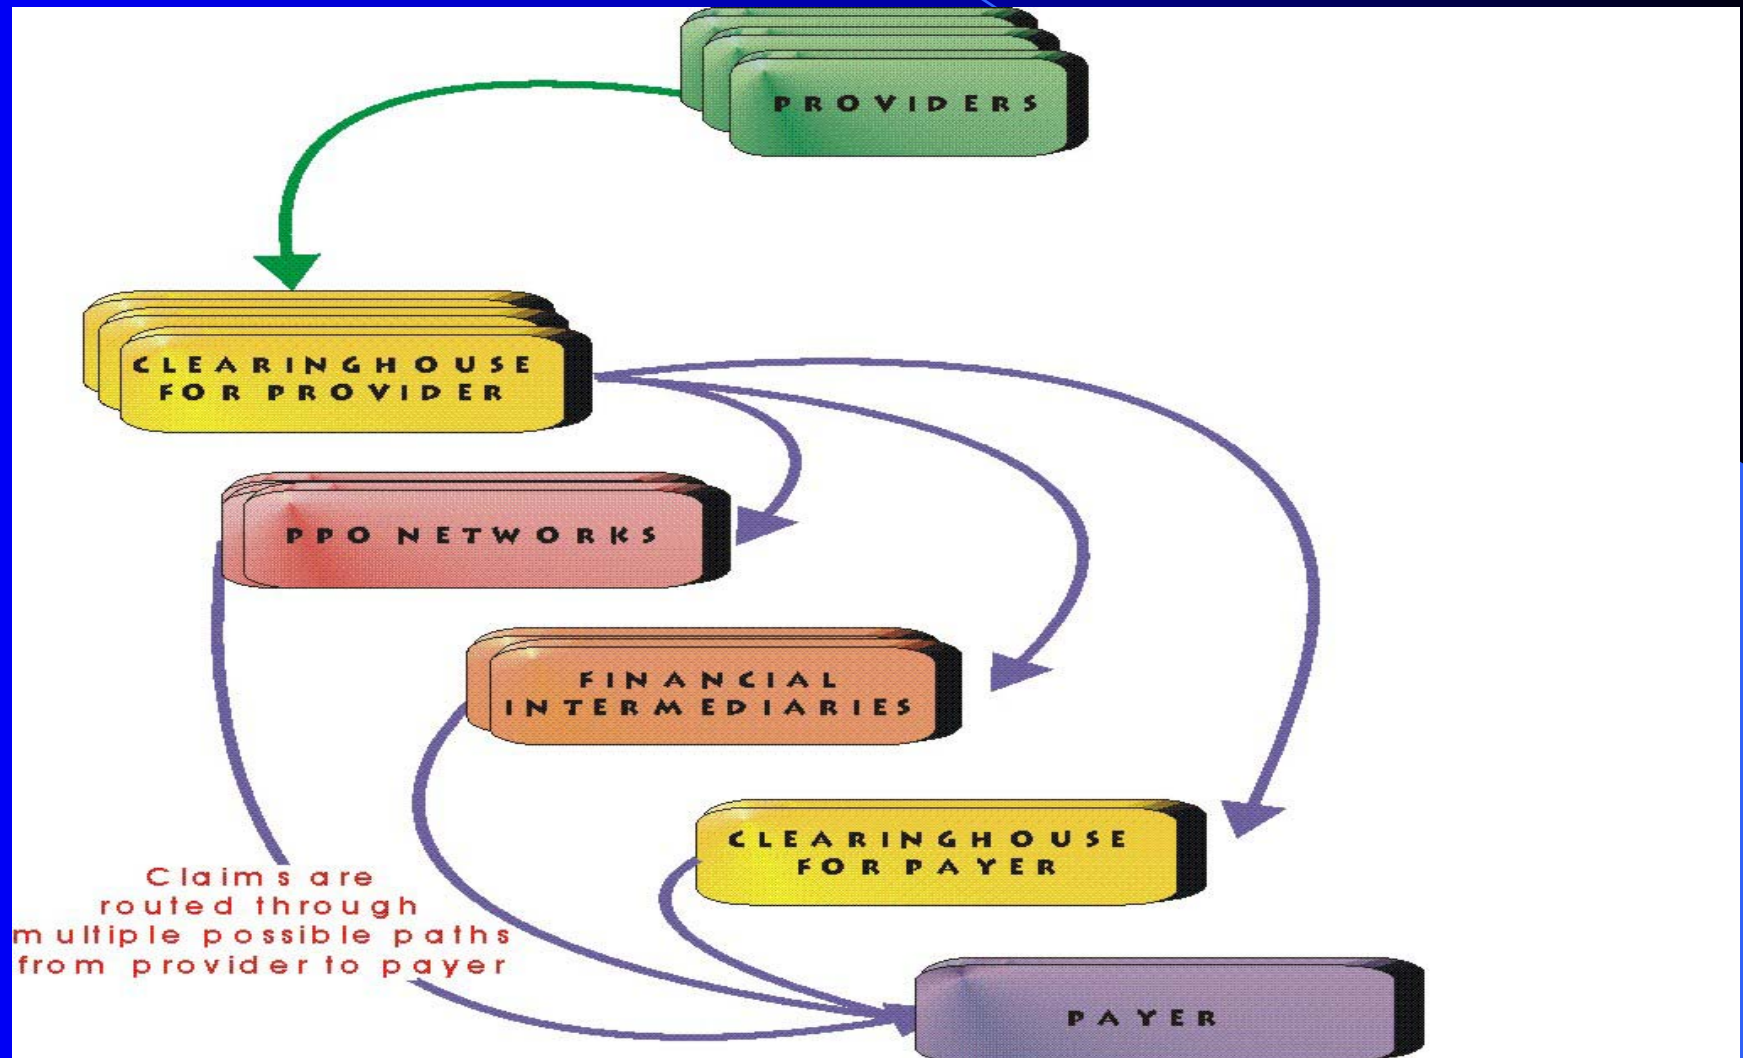 PROVIDERS
CLEARINGHOUSE
FOR PROVIDER
PPO NETWORKS
FINANCIAL
INTERMEDIARIES
CLEARINGHOUSE
FOR PAYER
Claims are
routed through
multiple possible paths
from provider to payer
PAYER